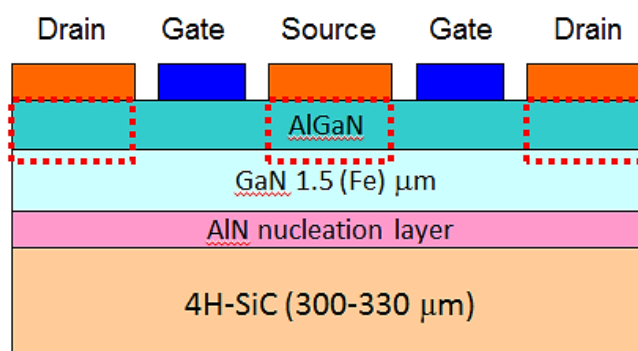 Drain Gate Source Gate Drain
AlGaN
GaN 1.5 (Fe) μm
AlN nucleation layer
4H-SiC (300-330 μm)